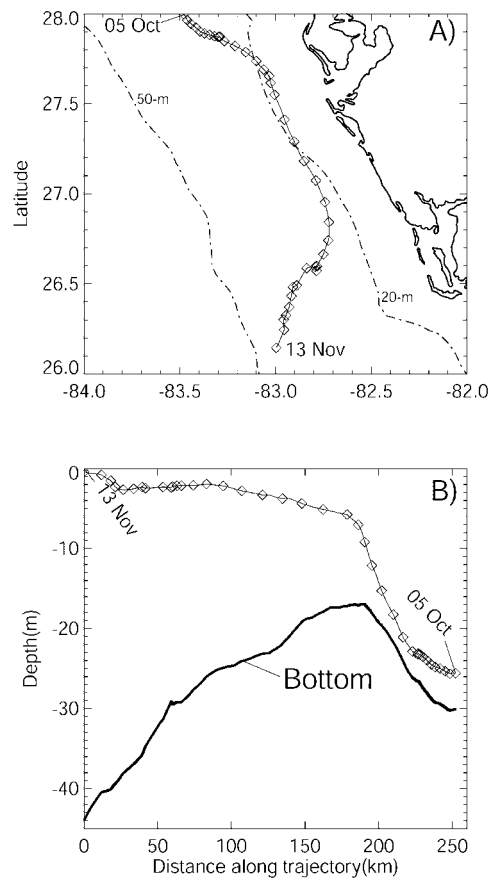 28.0
27.5
27.0
26.5
26.0
Latitude
05 Oct
A)
50-m
20-m
13 Nov
-84.0 -83.5 -83.0 -82.5 -82.0
0
-10
-20
-30
-40
Depth(m)
13 Nov
B)
05 Oct
Bottom
0 50 100 150 200 250
Distance along trajectory(km)